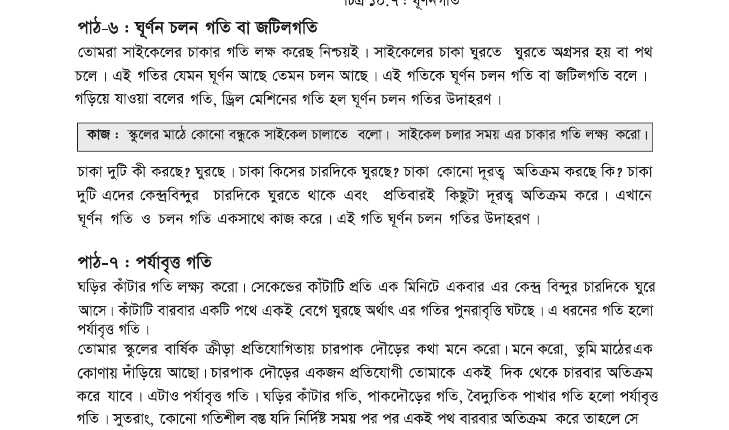 চিত্র ১০.৭ : ঘূর্ণনগতি
পাঠ-৬ : ঘূর্ণন চলন গতি বা জটিলগতি
তোমরা সাইকেলের চাকার গতি লক্ষ করেছ নিশ্চয়ই। সাইকেলের চাকা ঘুরতে ঘুরতে অগ্রসর হয় বা পথ
চলে। এই গতির যেমন ঘূর্ণন আছে তেমন চলন আছে। এই গতিকে ঘূর্ণন চলন গতি বা জটিলগতি বলে।
গড়িয়ে যাওয়া বলের গতি, ড্রিল মেশিনের গতি হল ঘূর্ণন চলন গতির উদাহরণ।
কাজ : স্কুলের মাঠে কোনো বন্ধুকে সাইকেল চালাতে বলো। সাইকেল চলার সময় এর চাকার গতি লক্ষ্য করো।
চাকা দুটি কী করছে? ঘুরছে। চাকা কিসের চারদিকে ঘুরছে? চাকা কোনো দূরত্ব অতিক্রম করছে কি? চাকা
দুটি এদের কেন্দ্রবিন্দুর চারদিকে ঘুরতে থাকে এবং প্রতিবারই কিছুটা দূরত্ব অতিক্রম করে। এখানে
ঘূর্ণন গতি ও চলন গতি একসাথে কাজ করে। এই গতি ঘূর্ণন চলন গতির উদাহরণ।
পাঠ-৭ : পর্যাবৃত্ত গতি
ঘড়ির কাঁটার গতি লক্ষ্য করো। সেকেন্ডের কাঁটাটি প্রতি এক মিনিটে একবার এর কেন্দ্র বিন্দুর চারদিকে ঘুরে
আসে। কাঁটাটি বারবার একটি পথে একই বেগে ঘুরছে অর্থাৎ এর গতির পুনরাবৃত্তি ঘটছে। এ ধরনের গতি হলো
পর্যাবৃত্ত গতি।
তোমার স্কুলের বার্ষিক ক্রীড়া প্রতিযোগিতায় চারপাক দৌড়ের কথা মনে করো। মনে করো, তুমি মাঠের এক
কোণায় দাঁড়িয়ে আছো। চারপাক দৌড়ের একজন প্রতিযোগী তোমাকে একই দিক থেকে চারবার অতিক্রম
করে যাবে। এটাও পর্যাবৃত্ত গতি। ঘড়ির কাঁটার গতি, পাকদৌড়ের গতি, বৈদ্যুতিক পাখার গতি হলো পর্যাবৃত্ত
গতি। সুতরাং, কোনো গতিশীল বস্তু যদি নির্দিষ্ট সময় পর পর একই পথ বারবার অতিক্রম করে তাহলে সে